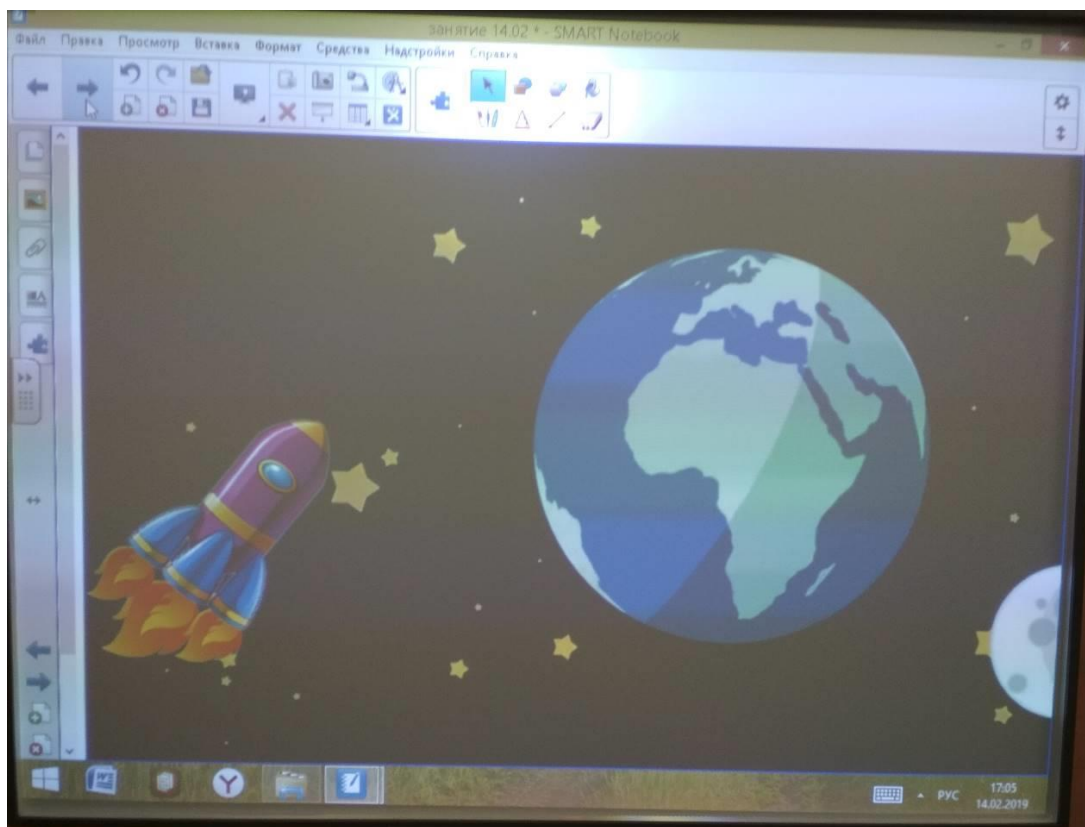 занятие 14.02 * - SMART Notebook
Файл Правка Просмотр Вставка Формат Средства Надстройки Справка
РУС
17:05
14.02.2019